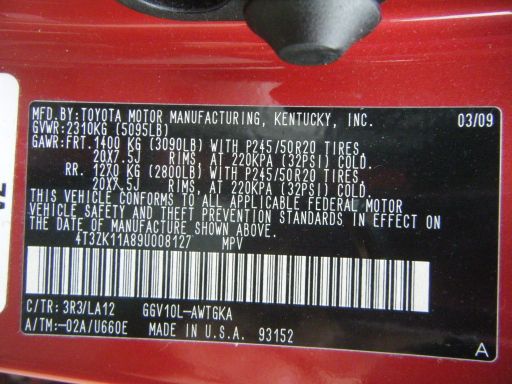 MFD.BY:TOYOTA MOTOR MANUFACTURING, KENTUCKY, INC. 03/09
GVWR:2310KG (5095LB)
GAWR:FRT.1400 KG (3090LB) WITH P245/50R20 TIRES,
20X7.5J RIMS, AT 220KPA (32PSI) COLD.
RR. 1270 KG (2800LB) WITH P245/50R20 TIRES,
20X7.5J RIMS, AT 220KPA (32PSI) COLD.
THIS VEHICLE CONFORMS TO ALL APPLICABLE FEDERAL MOTOR
VEHICLE SAFETY AND THEFT PREVENTION STANDARDS IN EFFECT ON
THE DATE OF MANUFACTURE SHOWN ABOVE.
4T3ZK11A89U008127 MPV
C/TR: 3R3/LA12 GGV10L-AWTGKA
A/TM:-02A/U660E MADE IN U.S.A. 93152 A